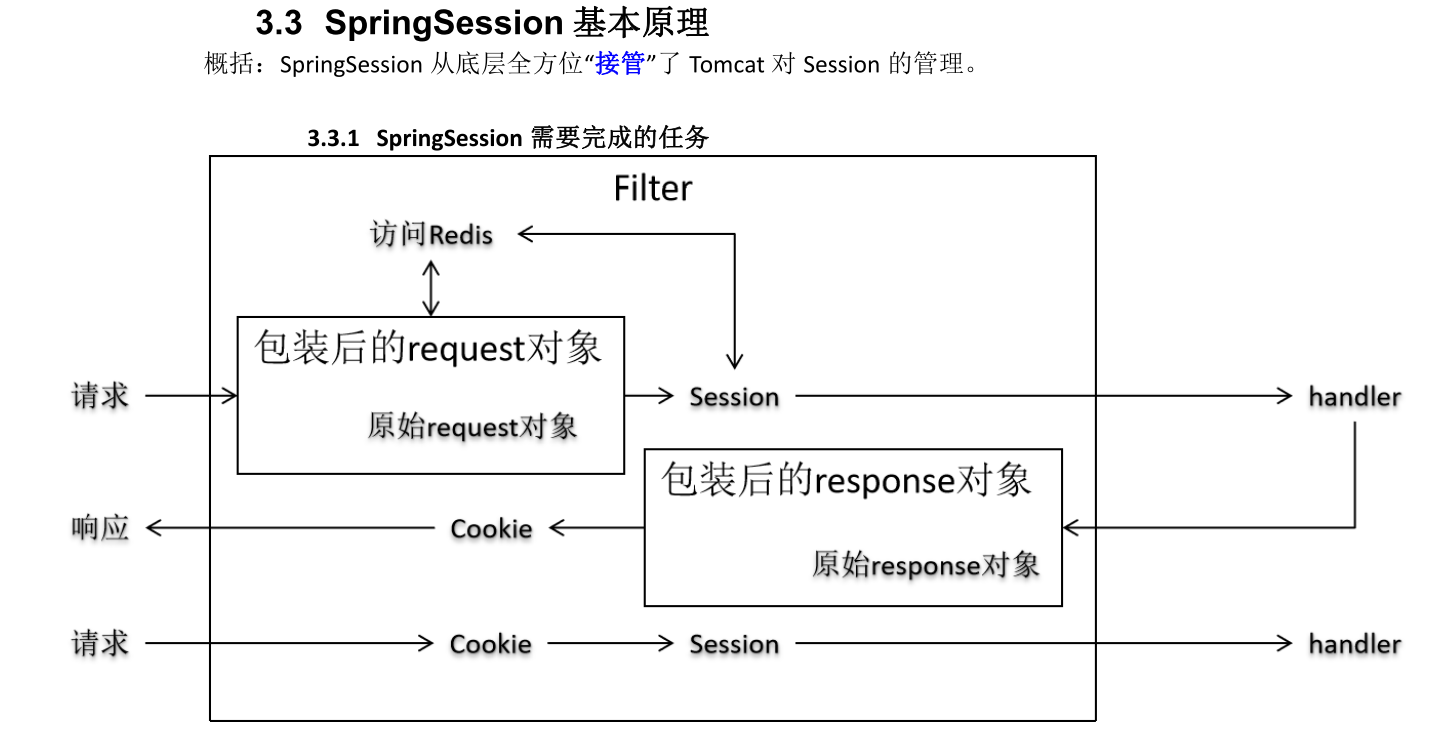 3.3 SpringSession 基本原理
概括：SpringSession 从底层全方位“接管”了 Tomcat 对 Session 的管理。
3.3.1 SpringSession 需要完成的任务
Filter
访问Redis
包装后的request对象
请求
Session
handler
原始request对象
包装后的response对象
响应
Cookie
原始response对象
请求
Cookie
Session
handler